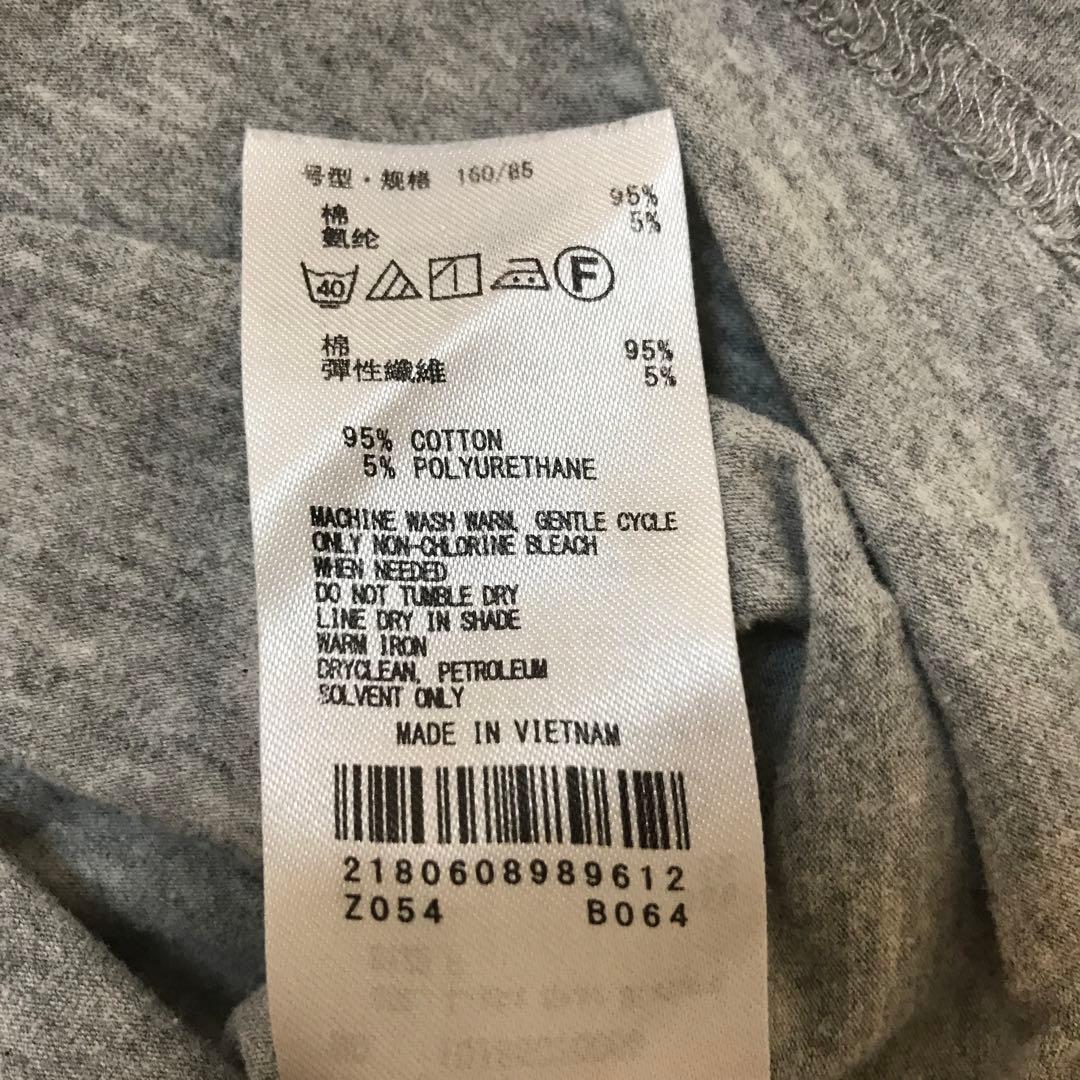 号型・规格 160/85
棉 95%
氨纶 5%
40 1 F
棉 95%
彈性纖維 5%
95% COTTON
5% POLYURETHANE
MACHINE WASH WARM, GENTLE CYCLE
ONLY NON-CHLORINE BLEACH
WHEN NEEDED
DO NOT TUMBLE DRY
LINE DRY IN SHADE
WARM IRON
DRYCLEAN, PETROLEUM
SOLVENT ONLY
MADE IN VIETNAM
2180608989612
Z054 B064